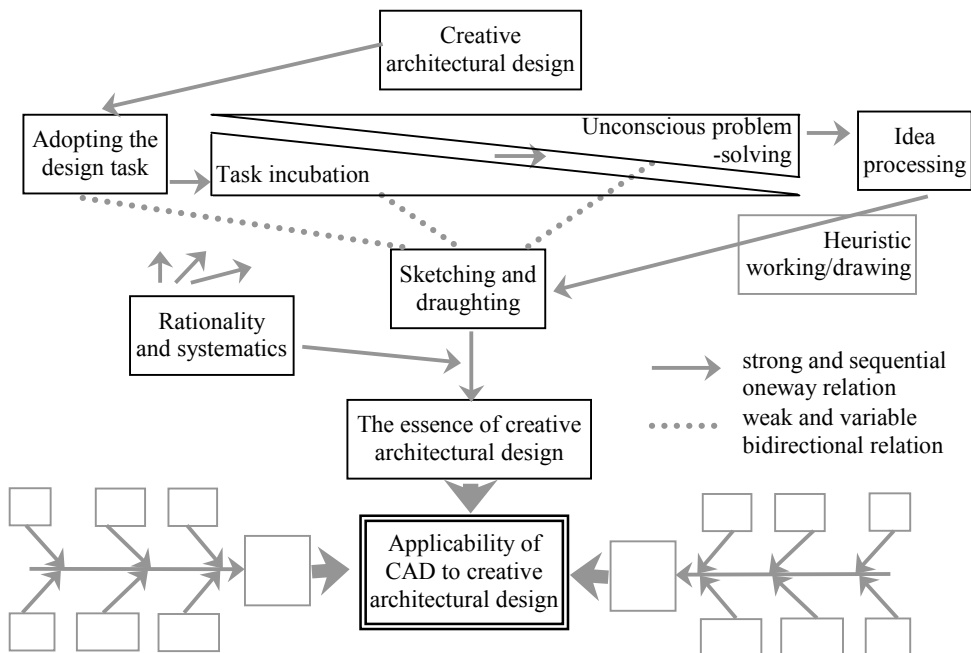 Creative
architectural design
Adopting the
design task
Unconscious problem
-solving
Task incubation
Idea
processing
Heuristic
working/drawing
Sketching and
draughting
Rationality
and systematics
strong and sequential
oneway relation
weak and variable
bidirectional relation
The essence of creative
architectural design
Applicability of
CAD to creative
architectural design